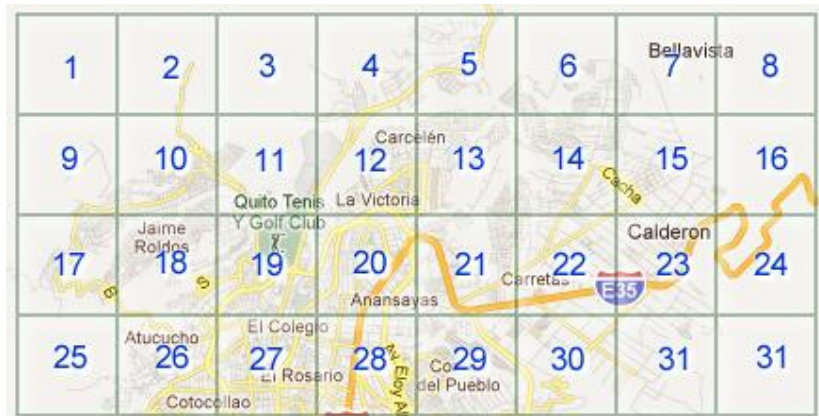 1 2 3 4 5 6 7 8
Bellavista
Carcelén
9 10 11 12 13 14 15 16
Cacha
Quito Tenis
Y Golf Club
La Victoria
Jaime
Roldos
Calderon
17 18 19 20 21 22 23 24
B S
Carretas
E35
Anansayas
El Colegio
Atucucho
25 26 27 28 29 30 31 31
El Rosario
Av Eloy Al
Co
del Pueblo
Cotocollao